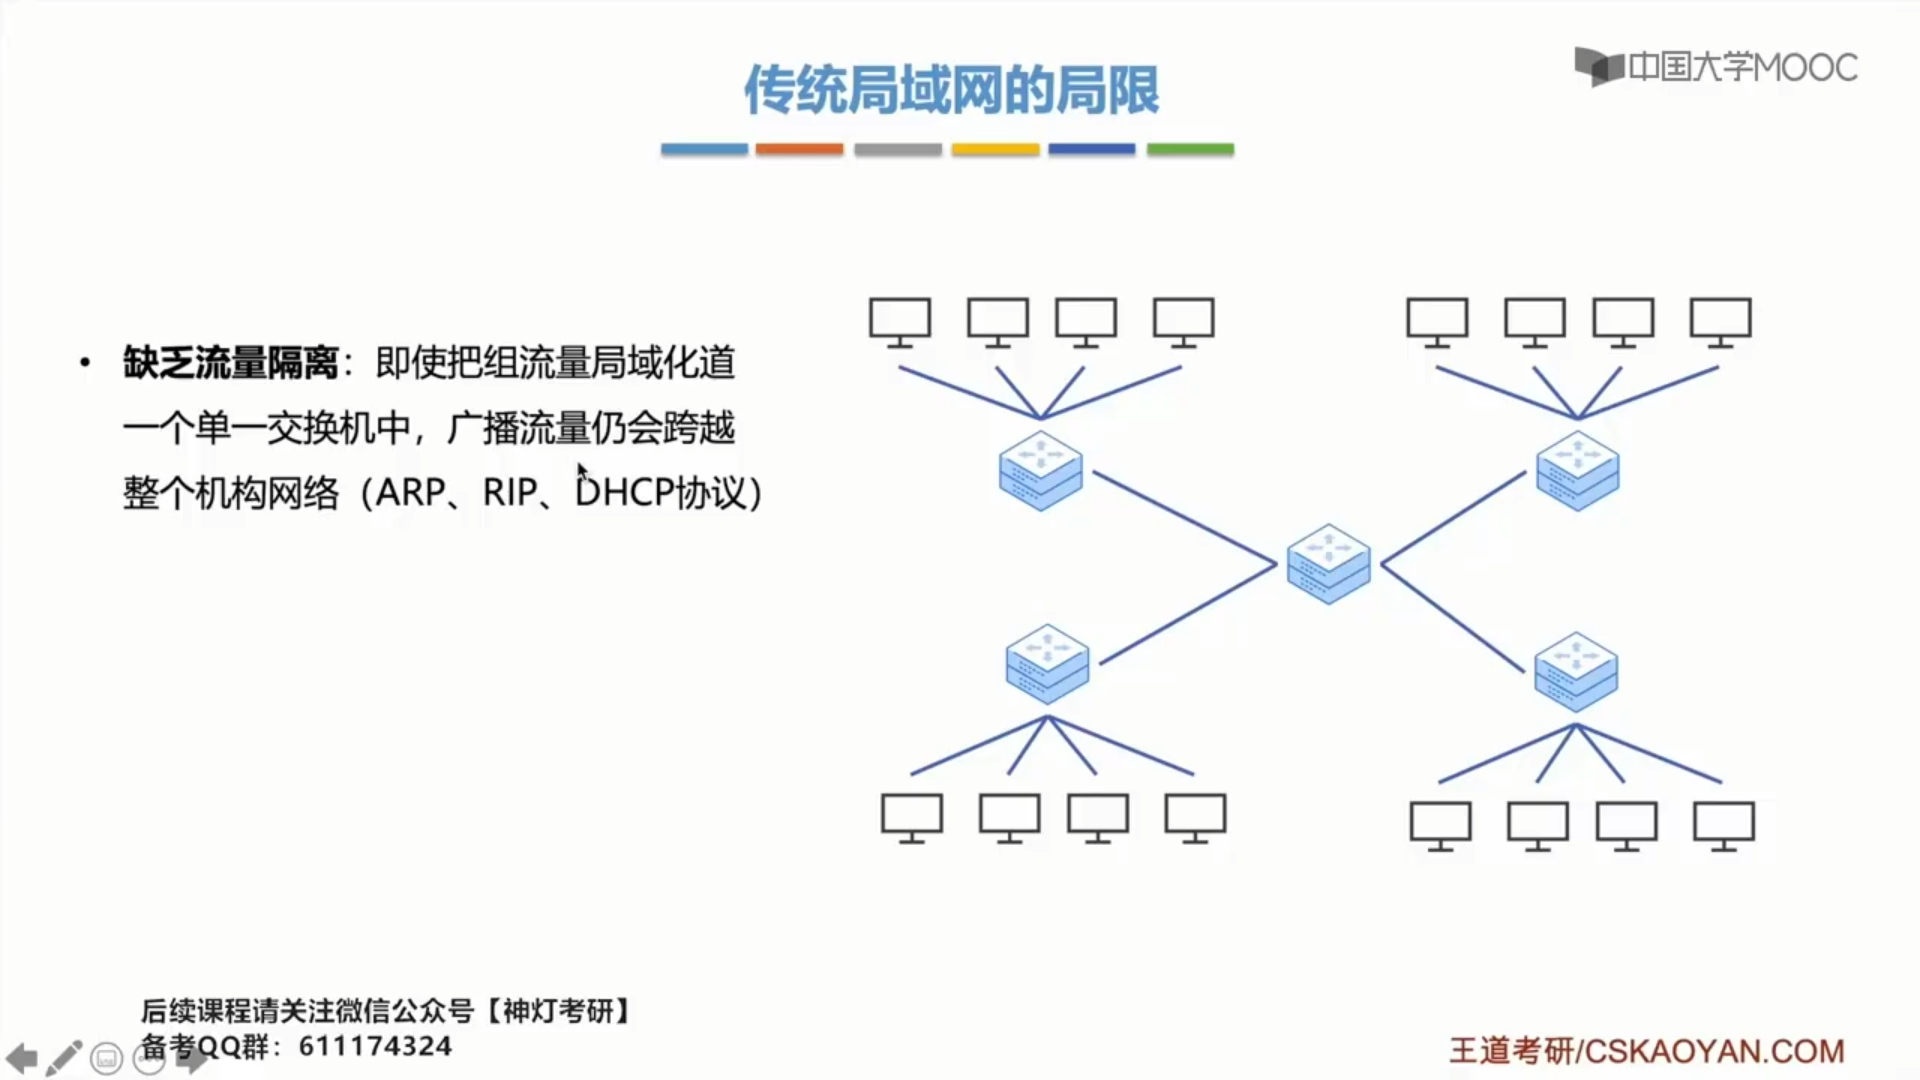 传统局域网的局限
中国大学MOOC
• 缺乏流量隔离：即使把组流量局域化道
一个单一交换机中，广播流量仍会跨越
整个机构网络（ARP、RIP、DHCP协议）
后续课程请关注微信公众号【神灯考研】
备考QQ群：611174324
王道考研/CSKAOYAN.COM